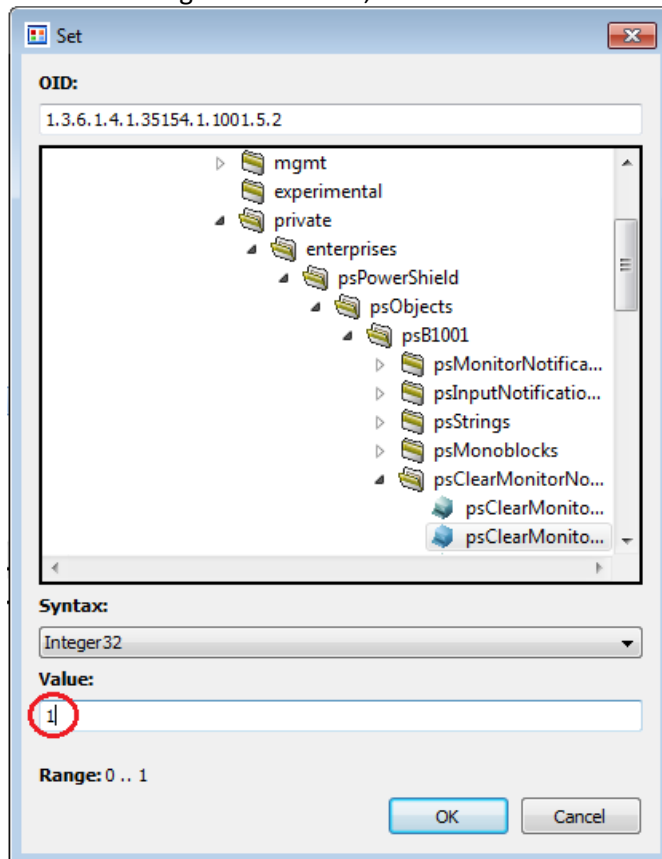 Set
OID:
1.3.6.1.4.1.35154.1.1001.5.2
mgmt
experimental
private
enterprises
psPowerShield
psObjects
psB1001
psMonitorNotifica...
psInputNotificatio...
psStrings
psMonoblocks
psClearMonitorNo...
psClearMonito...
psClearMonito...
Syntax:
Integer32
Value:
1
Range: 0 .. 1
OK Cancel